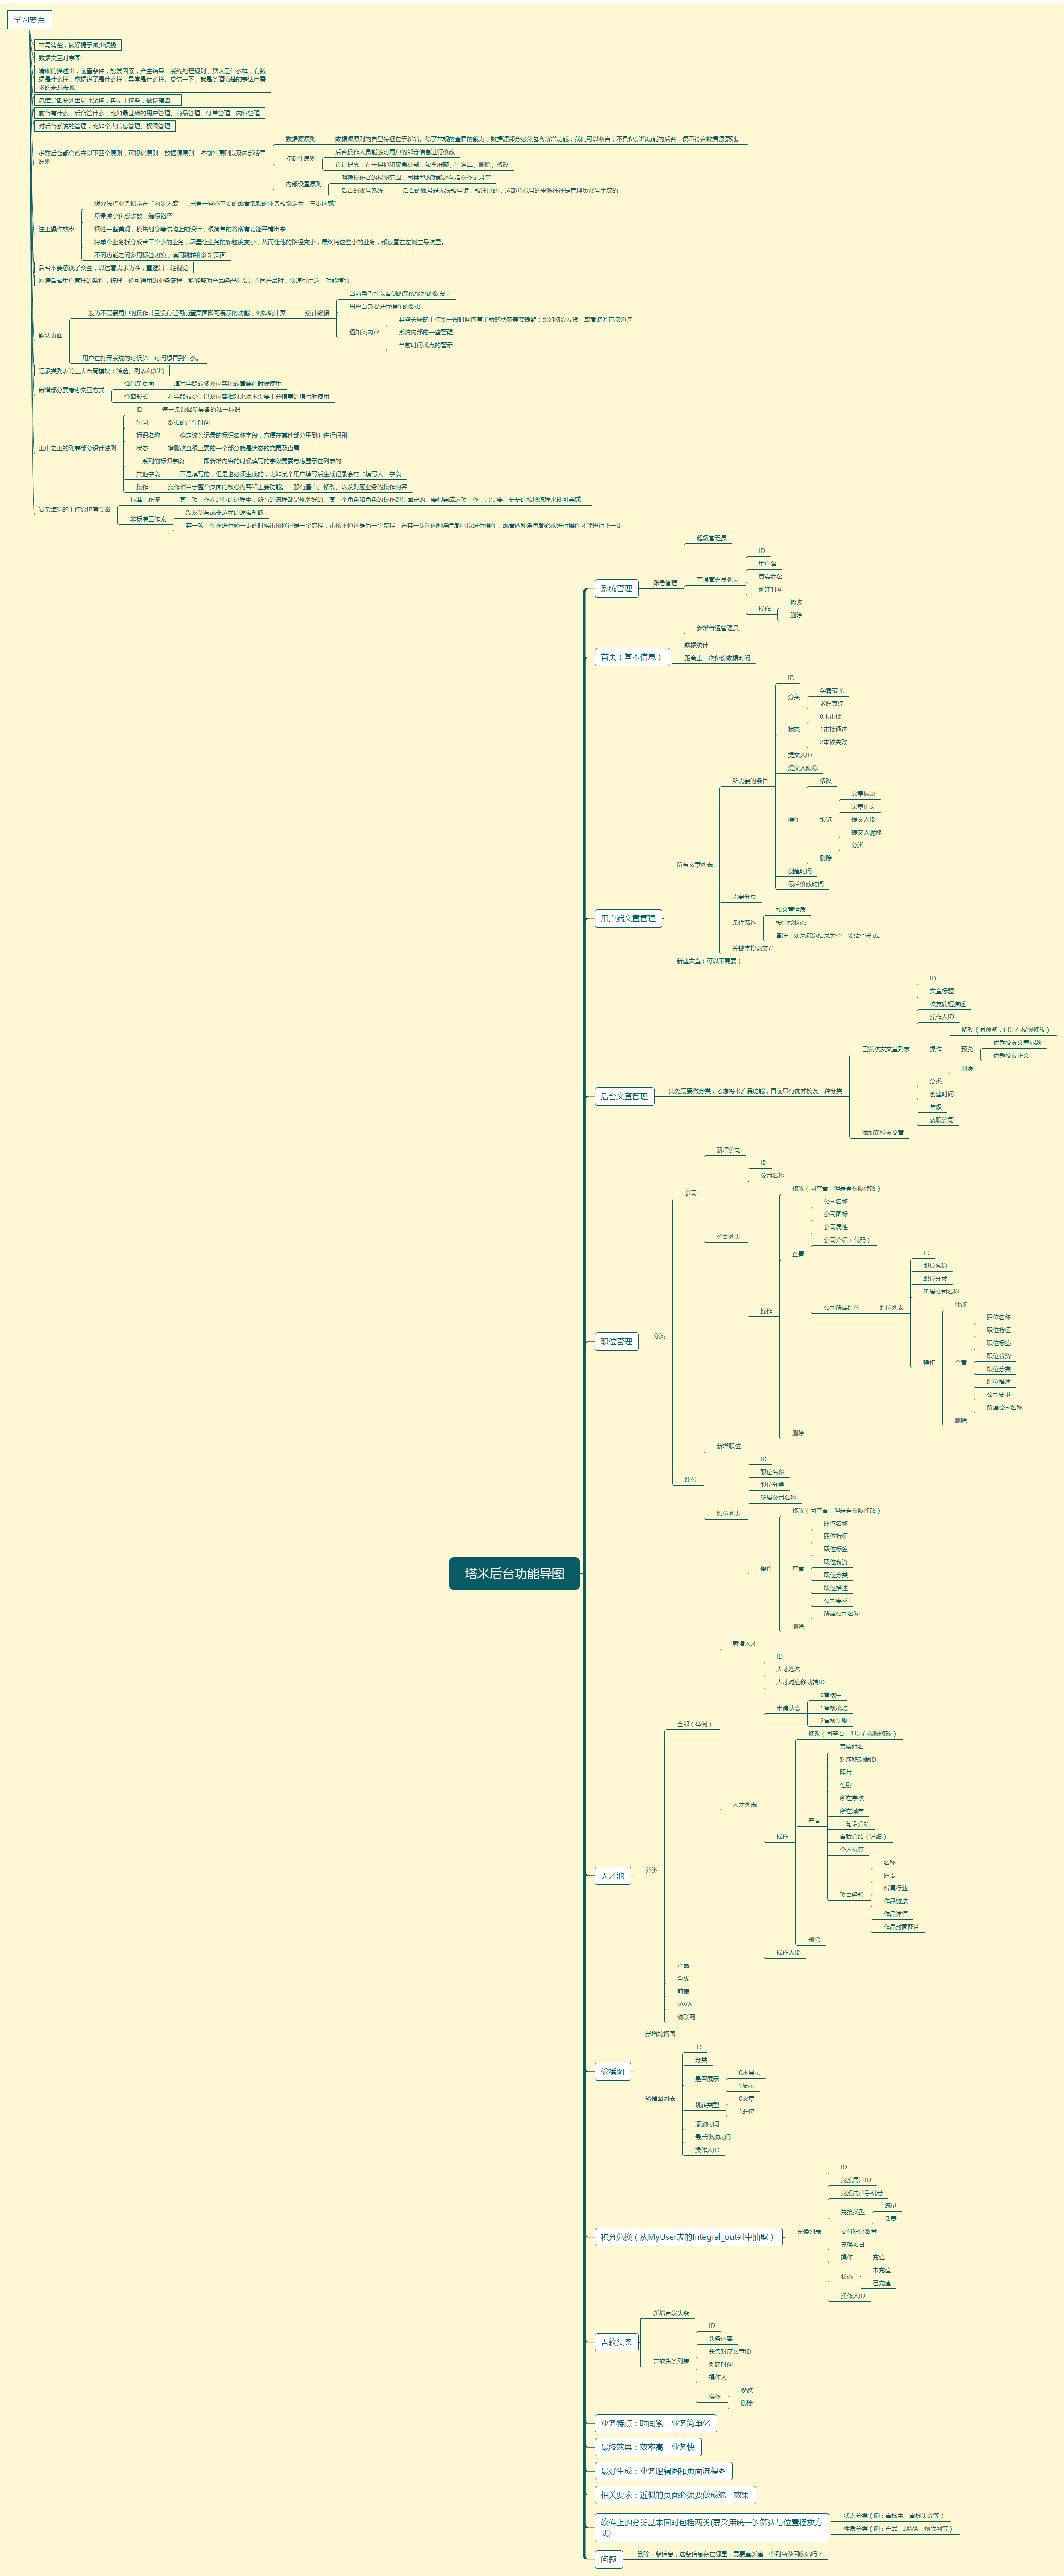 学习要点
布局清楚，做好提示减少误操
数据交互时序图
清晰的描述出，前置条件，触发因素，产生结果，系统处理规则，默认是什么样，有数
据是什么样，数据多了是什么样，异常是什么样。总结一下，就是条理清楚的表达出需
求的来龙去脉。
思维导图罗列出功能架构，再基于这些，做逻辑图。
前台有什么，后台管什么，比如最基础的用户管理、商品管理、订单管理、内容管理
对后台系统的管理，比如个人信息管理、权限管理
多数后台都会遵守以下四个原则，可视化原则、数据源原则、控制性原则以及内部设置
原则
数据源原则
数据源原则的典型特征在于新增。除了常规的查看的能力，数据源部分必然包含新增功能，我们可以断言，不具备新增功能的后台，便不符合数据源原则。
控制性原则
后台操作人员能够对用户的部分信息进行修改
设计理念，在于保护和应急机制，包含屏蔽、黑名单、删除、修改
内部设置原则
明确操作者的权限范围，同类型的功能还包括操作记录等
后台的账号系统
后台的账号是无法被申请，被注册的，这部分账号的来源往往是管理员账号生成的。
注重操作效率
想办法将业务锁定在“两步达成”，只有一些不重要的或者低频的业务被锁定为“三步达成”
尽量减少达成步数，缩短路径
牺牲一些美观，模块划分等结构上的设计，很简单的将所有功能平铺出来
将单个业务拆分成若干个小的业务，尽量让业务的颗粒度变小，从而让他的路径变小，最终将这些小的业务，都放置在左侧主导航里。
不同功能之间多用标签切换，慎用跳转和新增页面
后台不要忽视了交互，以运营需求为准，重逻辑，轻视觉
厘清后台用户管理的架构，梳理一份可通用的业务流程，能够帮助产品经理在设计不同产品时，快速引用这一功能模块
默认页面
一般为不需要用户的操作并且没有任何前置页面即可展示的功能，例如统计页
统计数据
当前角色可以看到的系统级别的数据；
用户自身要进行操作的数据
通知类内容
某些关联的工作到一段时间内有了新的状态需要提醒；比如物流发货，或者财务审核通过
系统内部的一些警醒
当前时间截点的警示
用户在打开系统的时候第一时间想看到什么。
记录类列表的三大布局模块：筛选、列表和新增
新增部分要考虑交互方式
弹出新页面
填写字段较多及内容比较重要的时候使用
弹窗形式
在字段较少，以及内容相对来说不需要十分慎重的填写时使用
重中之重的列表部分设计法则
ID
每一条数据所具备的唯一标识
时间
数据的产生时间
标识名称
确定该条记录的标识名称字段，方便在其他部分用到时进行识别。
状态
增删改查很重要的一个部分就是状态的变更及查看
一系列的标识字段
即新增内容的时候填写的字段需要考虑显示在列表的
其他字段
不是填写的，但是也必须生成的，比如某个用户填写后生成记录会有“填写人”字段
操作
操作相当于整个页面的核心内容和主要功能。一般有查看、修改、以及对应业务的操作内容
复杂难搞的工作流也有套路
标准工作流
某一项工作在进行的过程中，所有的流程都是规划好的。某一个角色和角色的操作都是固定的，要想完成这项工作，只需要一步步的按照流程来即可完成。
非标准工作流
涉及到与或非这样的逻辑判断
某一项工作在进行哪一步的时候审核通过是一个流程，审核不通过是另一个流程，在某一步时两种角色都可以进行操作，或者两种角色都必须进行操作才能进行下一步。
塔米后台功能导图
系统管理
账号管理
超级管理员
普通管理员列表
ID
用户名
真实姓名
创建时间
操作
修改
删除
新增普通管理员
首页（基本信息）
数据统计
距离上一次备份数据时间
用户端文章管理
所有文章列表
所需要的条目
ID
分类
学霸带飞
求职真经
状态
0未审批
1审批通过
2审核失败
提交人ID
提交人昵称
操作
修改
预览
文章标题
文章正文
提交人ID
提交人昵称
分类
删除
创建时间
最后修改时间
需要分页
条件筛选
按文章性质
按审核状态
备注：如果筛选结果为空，要给空样式。
关键字搜素文章
新建文章（可以不需要）
后台文章管理
此处需要做分类，考虑将来扩展功能，目前只有优秀校友一种分类
已发校友文章列表
ID
文章标题
校友简短描述
操作人ID
操作
修改（同预览，但是有权限修改）
预览
优秀校友文章标题
优秀校友正文
删除
分类
创建时间
年级
就职公司
添加新校友文章
职位管理
分类
公司
新增公司
公司列表
ID
公司名称
操作
修改（同查看，但是有权限修改）
查看
公司名称
公司图标
公司属性
公司介绍（代码）
公司所属职位
职位列表
ID
职位名称
职位分类
所属公司名称
操作
修改
查看
职位名称
职位特征
职位标签
职位薪资
职位分类
职位描述
公司要求
所属公司名称
删除
删除
职位
新增职位
职位列表
ID
职位名称
职位分类
所属公司名称
操作
修改（同查看，但是有权限修改）
查看
职位名称
职位特征
职位标签
职位薪资
职位分类
职位描述
公司要求
所属公司名称
删除
人才池
分类
全部（举例）
新增人才
人才列表
ID
人才姓名
人才对应移动端ID
申请状态
0审核中
1审核成功
2审核失败
操作
修改（同查看，但是有权限修改）
查看
真实姓名
对应移动端ID
照片
性别
所在学校
所在城市
一句话介绍
自我介绍（详细）
个人标签
项目经验
名称
职责
所属行业
作品链接
作品详情
作品封面图片
删除
操作人ID
产品
全栈
前端
JAVA
物联网
轮播图
新增轮播图
轮播图列表
ID
分类
是否展示
0不展示
1展示
跳转类型
0文章
1职位
添加时间
最后修改时间
操作人ID
积分兑换（从MyUser表的Integral_out列中抽取）
兑换列表
ID
兑换用户ID
兑换用户手机号
兑换类型
流量
话费
支付积分数量
兑换项目
操作
充值
状态
未充值
已充值
操作人ID
吉软头条
新增吉软头条
吉软头条列表
ID
头条内容
头条对应文章ID
创建时间
操作人
操作
修改
删除
业务特点：时间紧，业务简单化
最终效果：效率高，业务快
最好生成：业务逻辑图和页面流程图
相关要求：近似的页面必须要做成统一效果
软件上的分类基本同时包括两类(要采用统一的筛选与位置摆放方
式)
状态分类（例：审核中、审核失败等）
性质分类（例：产品、JAVA、物联网等）
问题
删除一条信息，这条信息存在哪里，需要重新建一个列当做回收站吗？